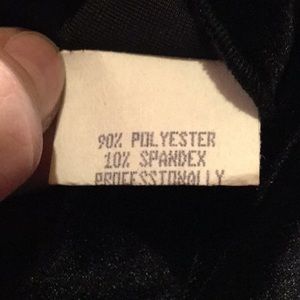 90% POLYESTER
10% SPANDEX
PROFESSIONALLY